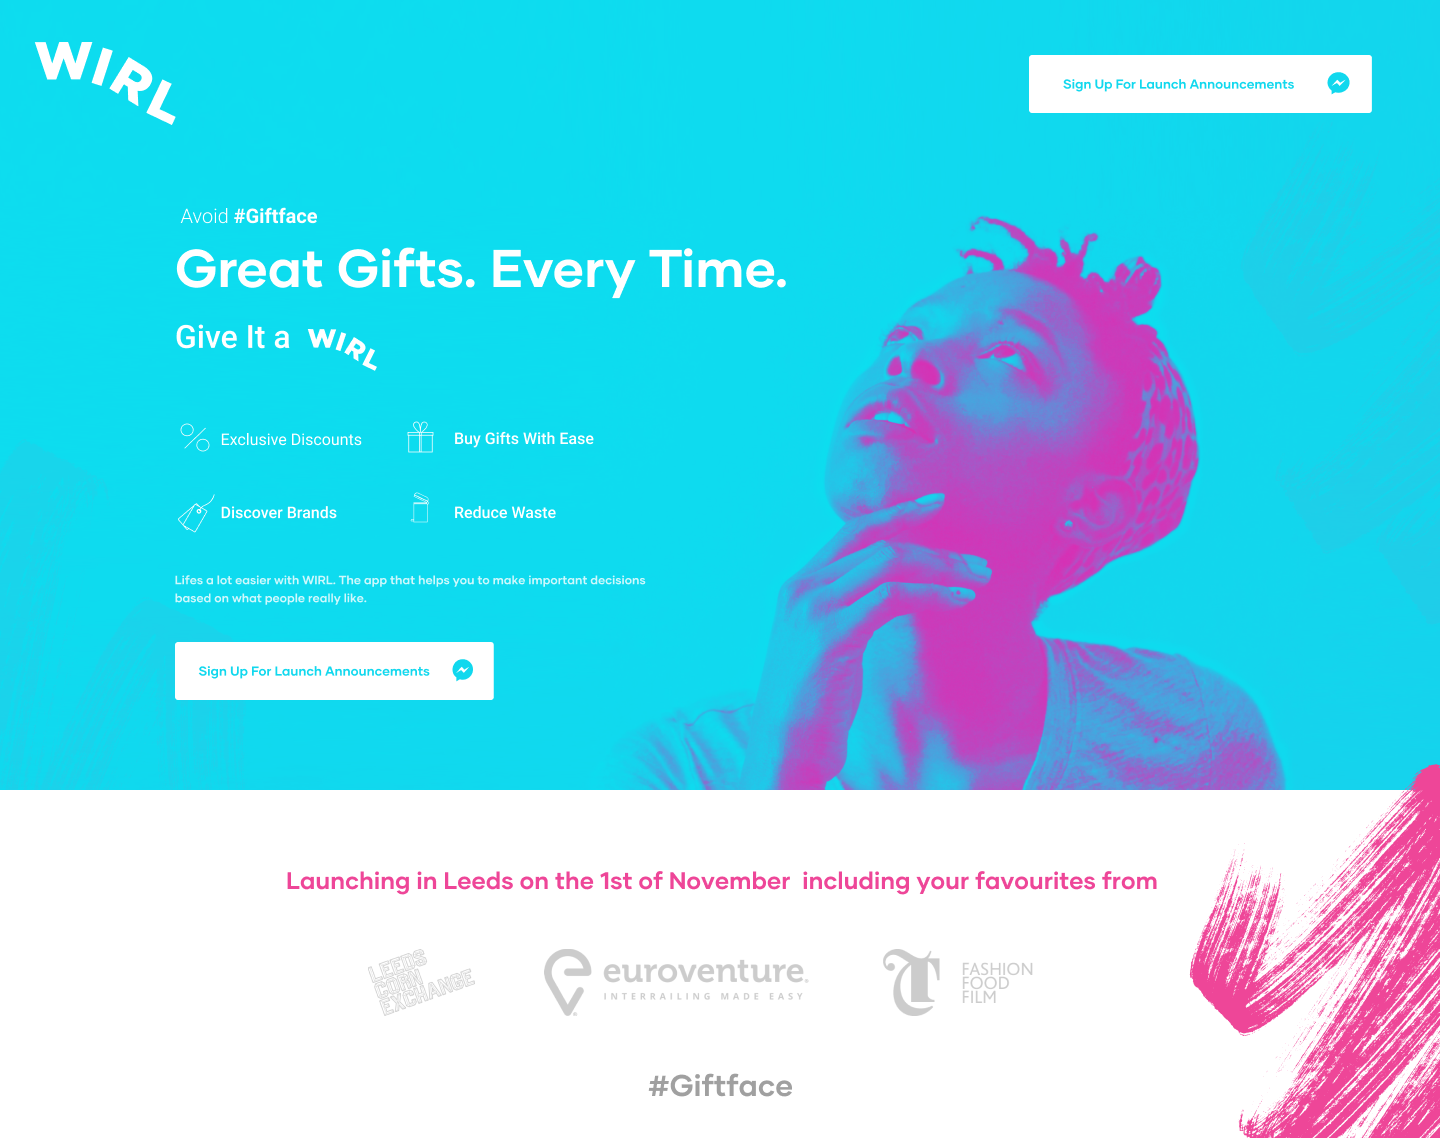 WIRL
Sign Up For Launch Announcements
Avoid #Giftface
Great Gifts. Every Time.
Give It a WIRL
Exclusive Discounts
Buy Gifts With Ease
Discover Brands
Reduce Waste
Lifes a lot easier with WIRL. The app that helps you to make important decisions
based on what people really like.
Sign Up For Launch Announcements
Launching in Leeds on the 1st of November including your favourites from
LEEDS
CORN
EXCHANGE
euroventure®
INTERRAILING MADE EASY
T
FASHION
FOOD
FILM
#Giftface